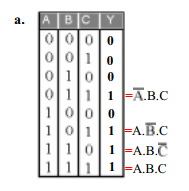 a. A B C Y
0 0 0 0
0 0 1 0
0 1 0 0
0 1 1 1 =A̅.B.C
1 0 0 0
1 0 1 1 =A.B̅.C
1 1 0 1 =A.B.C̅
1 1 1 1 =A.B.C